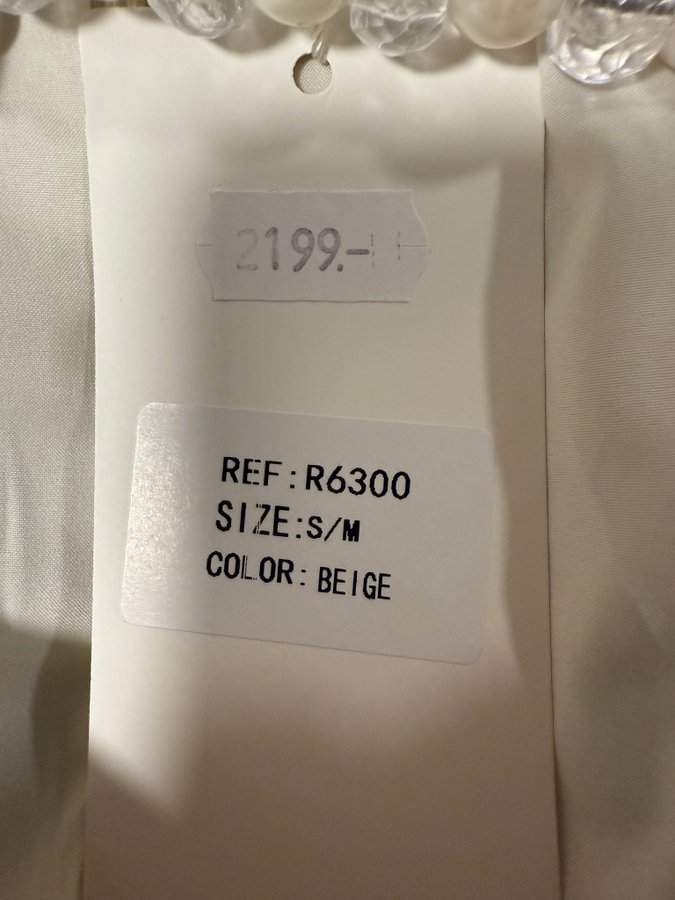 2199.-
REF:R6300
SIZE:S/M
COLOR:BEIGE